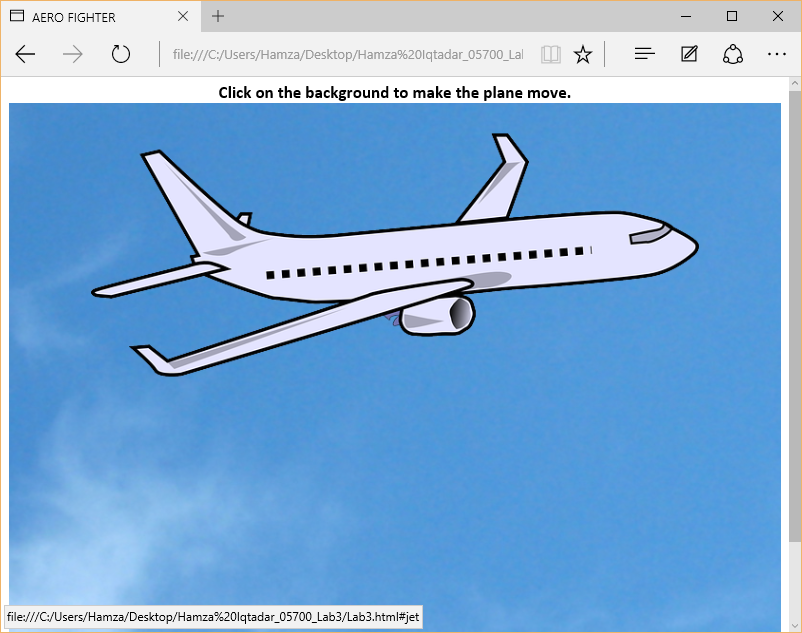 AERO FIGHTER
file:///C:/Users/Hamza/Desktop/Hamza%20Iqtadar_05700_Lal
Click on the background to make the plane move.
file:///C:/Users/Hamza/Desktop/Hamza%20Iqtadar_05700_Lab3/Lab3.html#jet